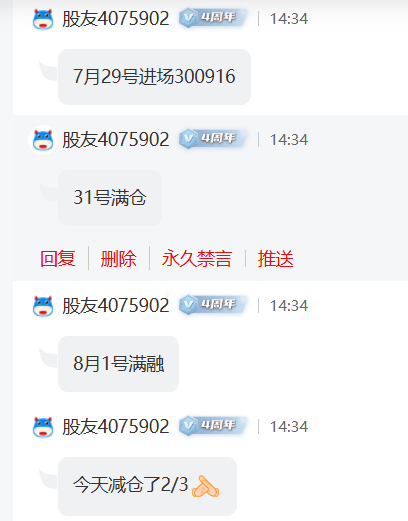 股友4075902 4周年 14:34
7月29号进场300916
股友4075902 4周年 14:34
31号满仓
回复 删除 永久禁言 推送
股友4075902 4周年 14:34
8月1号满融
股友4075902 4周年 14:34
今天减仓了2/3